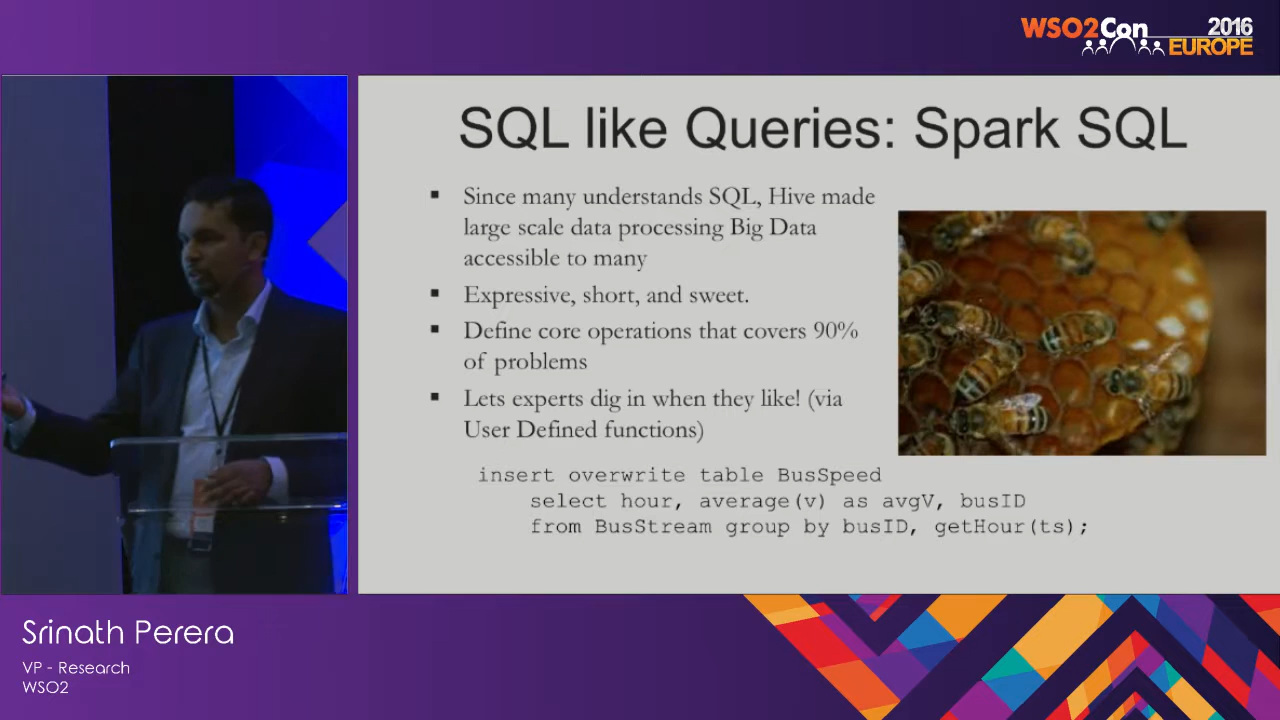 WSO2Con 2016
EUROPE
SQL like Queries: Spark SQL
▪ Since many understands SQL, Hive made
large scale data processing Big Data
accessible to many
▪ Expressive, short, and sweet.
▪ Define core operations that covers 90%
of problems
▪ Lets experts dig in when they like! (via
User Defined functions)
insert overwrite table BusSpeed
select hour, average(v) as avgV, busID
from BusStream group by busID, getHour(ts);
Srinath Perera
VP - Research
WSO2